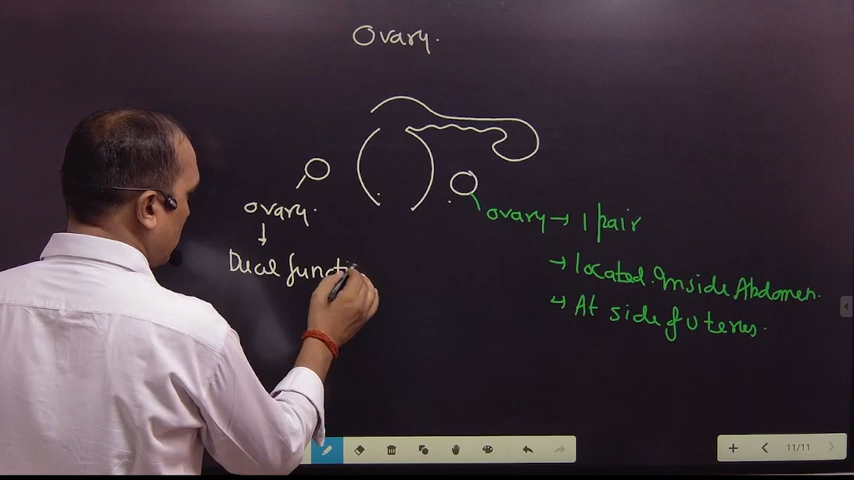 Ovary.
ovary.
Dual functi
ovary → 1 pair
→ located Inside Abdomen.
→ At side of uterus.
11/11